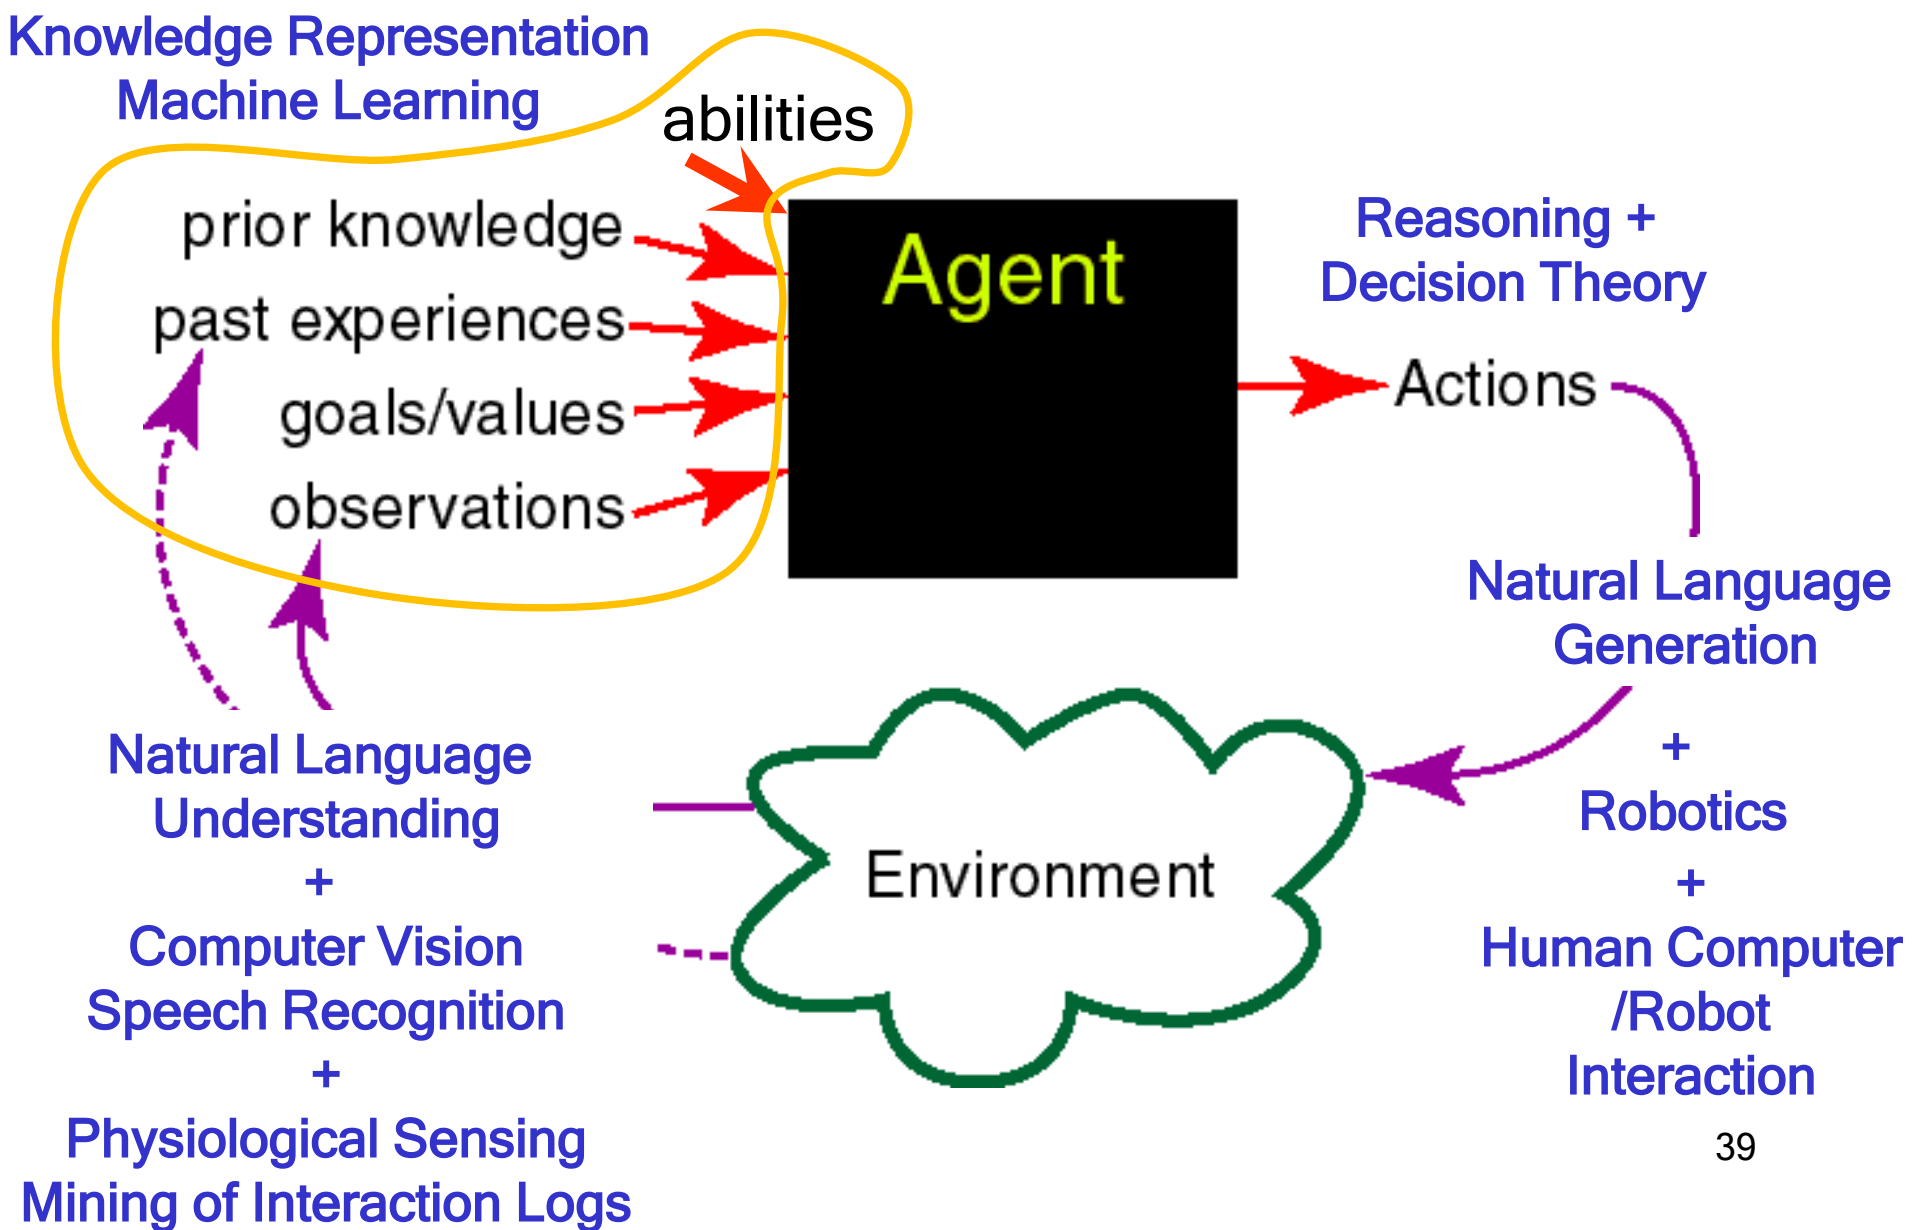 Knowledge Representation
Machine Learning
abilities
prior knowledge
past experiences
goals/values
observations
Agent
Reasoning +
Decision Theory
Actions
Natural Language
Generation
+
Robotics
+
Human Computer
/Robot
Interaction
Environment
Natural Language
Understanding
+
Computer Vision
Speech Recognition
+
Physiological Sensing
Mining of Interaction Logs
39